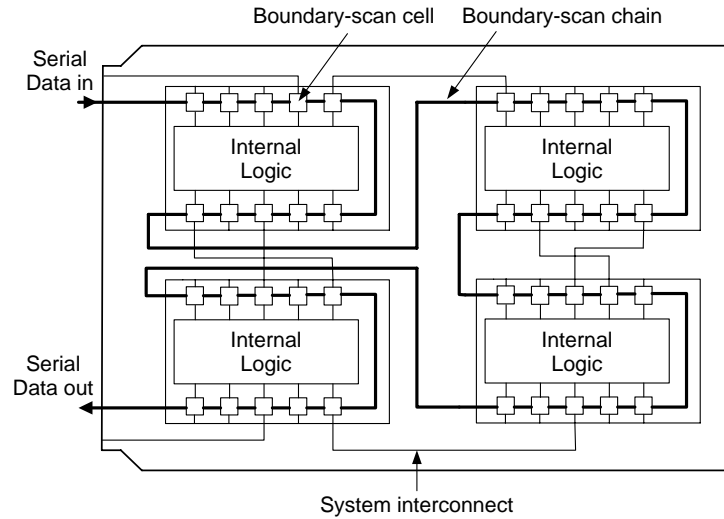 Boundary-scan cell
Boundary-scan chain
Serial
Data in
Internal
Logic
Internal
Logic
Internal
Logic
Internal
Logic
Serial
Data out
System interconnect